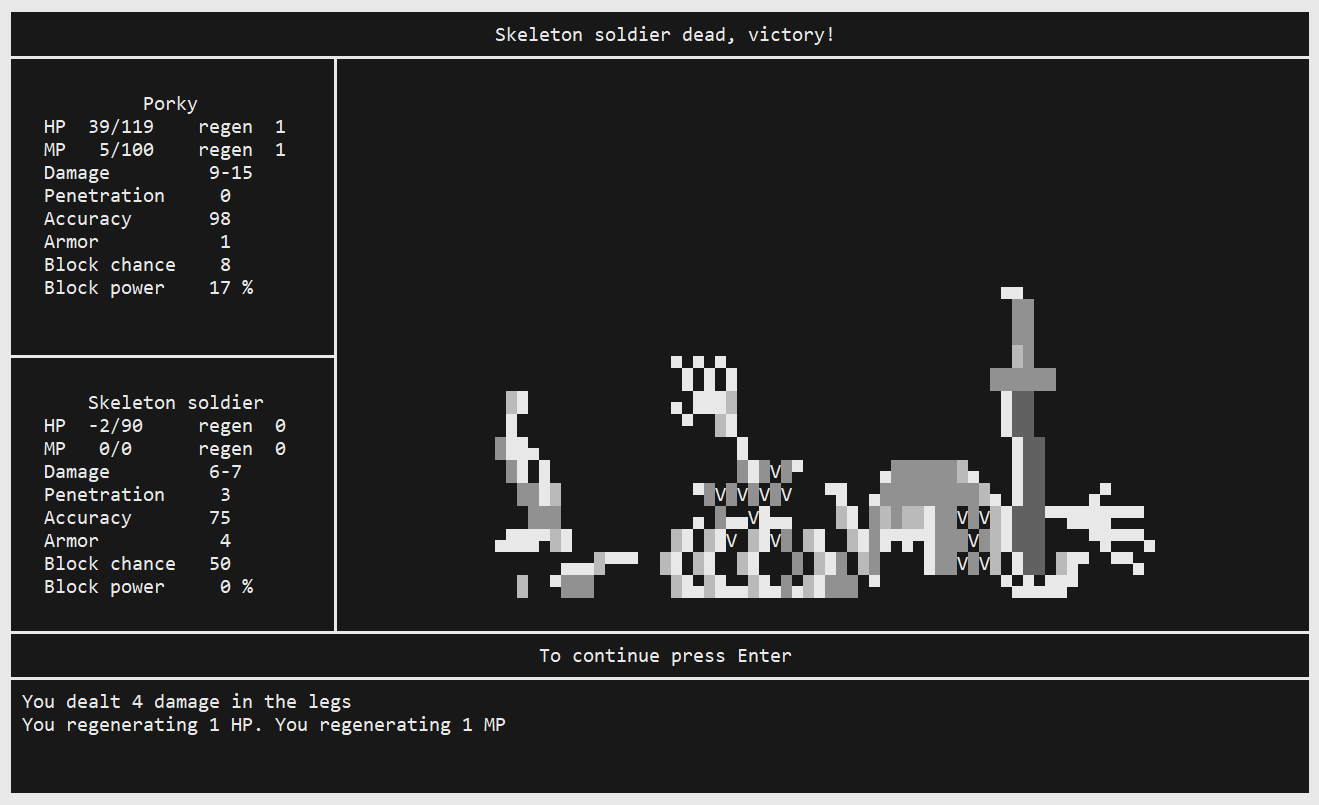 Skeleton soldier dead, victory!
Porky
HP 39/119 regen 1
MP 5/100 regen 1
Damage 9-15
Penetration 0
Accuracy 98
Armor 1
Block chance 8
Block power 17 %
Skeleton soldier
HP -2/90 regen 0
MP 0/0 regen 0
Damage 6-7
Penetration 3
Accuracy 75
Armor 4
Block chance 50
Block power 0 %
V
V V V V
V V V
V V V
V V
To continue press Enter
You dealt 4 damage in the legs
You regenerating 1 HP. You regenerating 1 MP